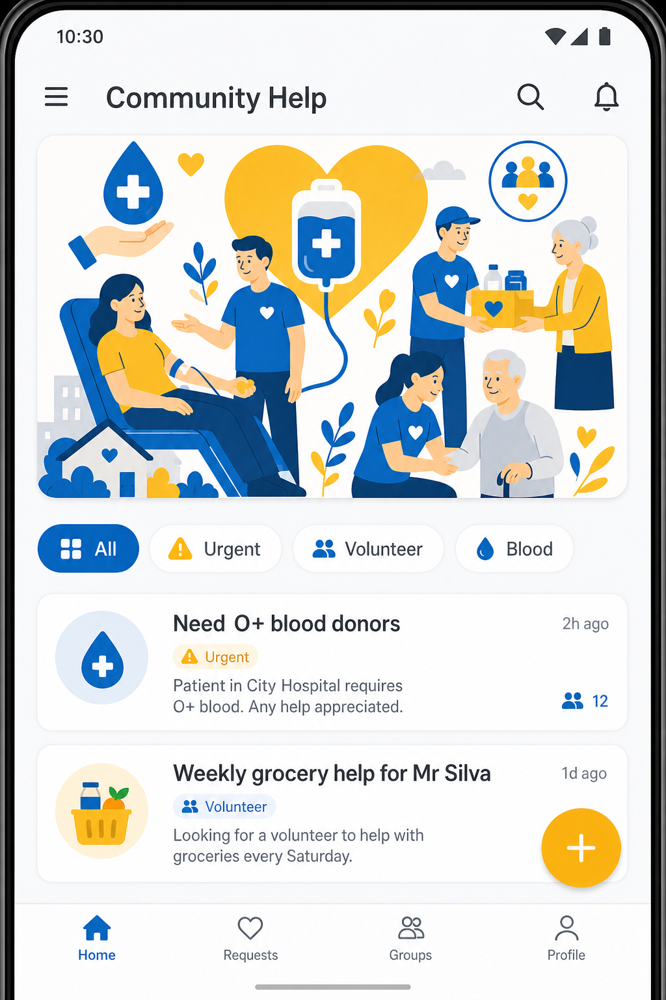 10:30
Community Help
All
Urgent
Volunteer
Blood
Need O+ blood donors
2h ago
Urgent
Patient in City Hospital requires
O+ blood. Any help appreciated.
12
Weekly grocery help for Mr Silva
1d ago
Volunteer
Looking for a volunteer to help with
groceries every Saturday.
Home
Requests
Groups
Profile